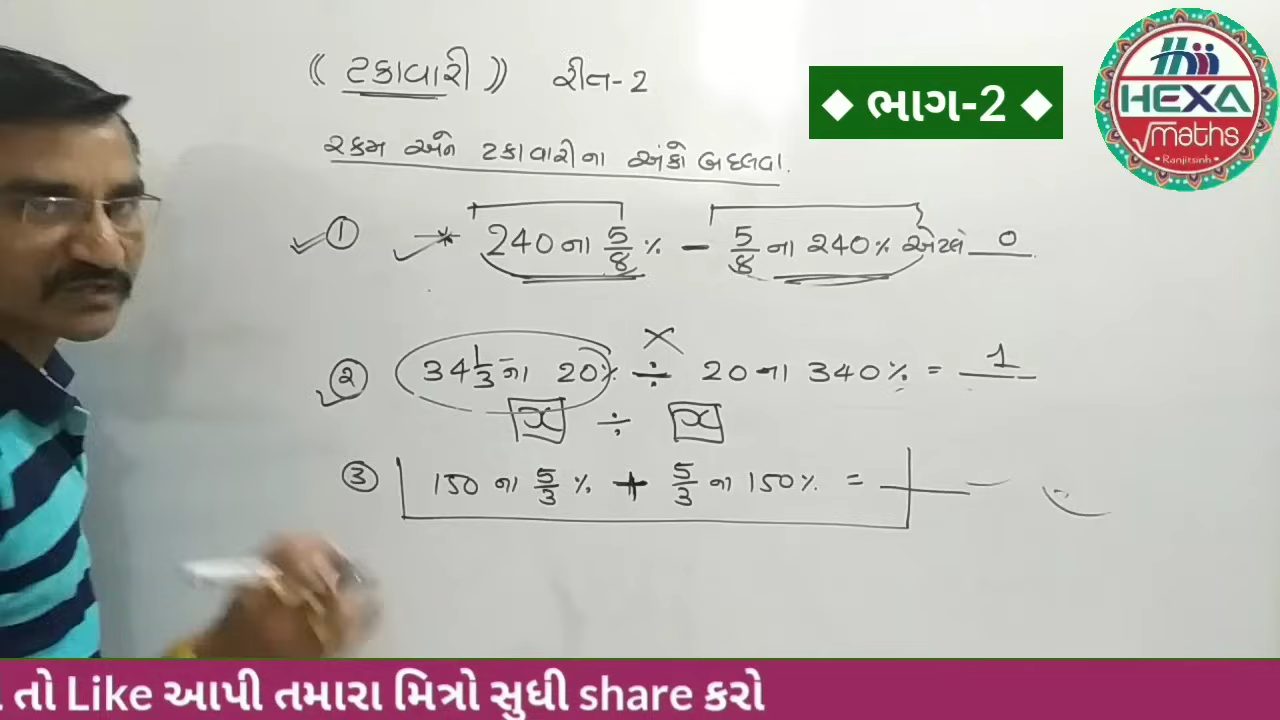 (( ટકાવારી )) રીત-2
◆ ભાગ-2 ◆
HEXA
√maths
• Ranjitsinh •
રકમ અને ટકાવારીના અંકો બદલવા.
① * 240 ના 5/8 % - 5/8 ના 240% એટલે 0
② 34 1/3 ના 20% ÷ 20 ના 340% = 1
x ÷ x
③ 150 ના 5/3 % + 5/3 ના 150% =
તો Like આપી તમારા મિત્રો સુધી share કરો